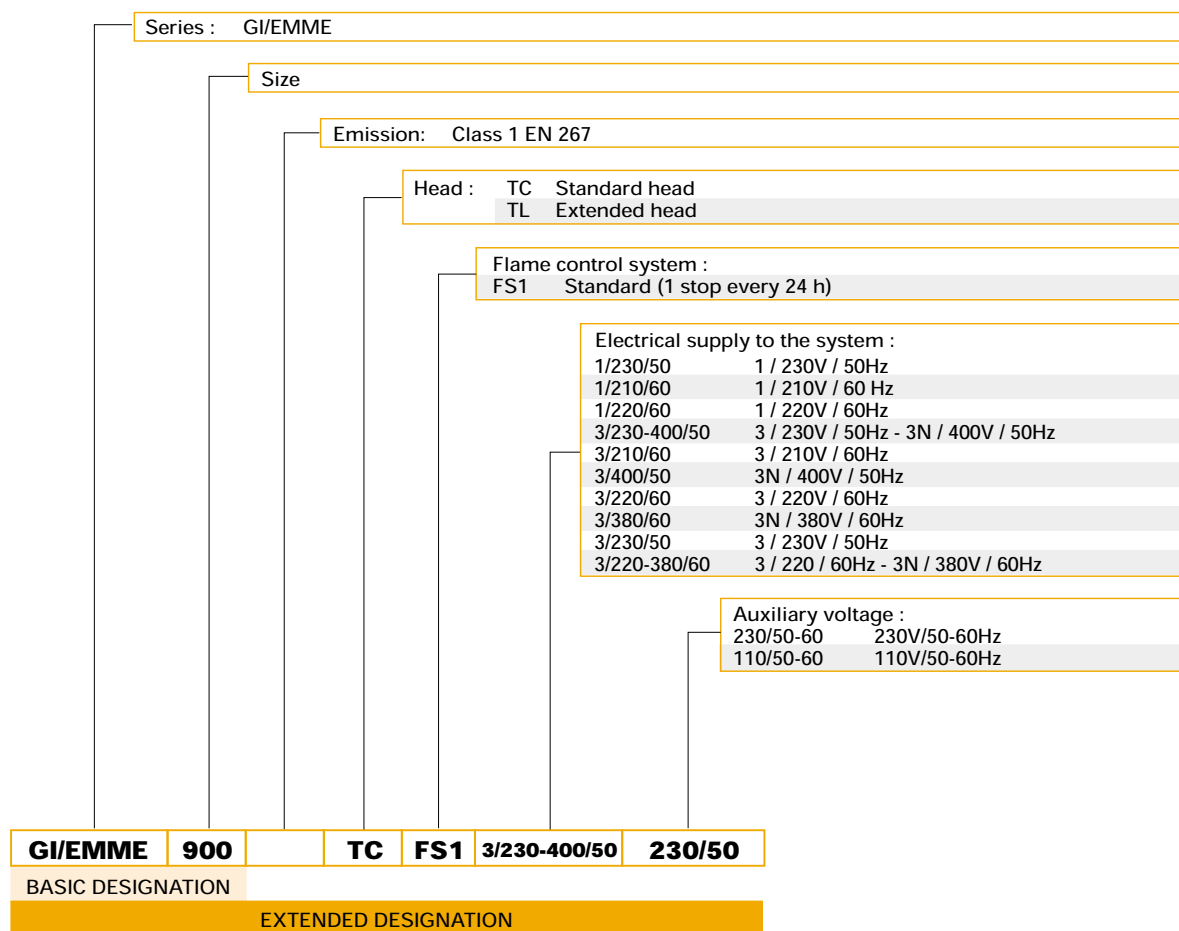 Series : GI/EMME
Size
Emission: Class 1 EN 267
Head : TC Standard head
TL Extended head
Flame control system :
FS1 Standard (1 stop every 24 h)
Electrical supply to the system :
1/230/50 1 / 230V / 50Hz
1/210/60 1 / 210V / 60 Hz
1/220/60 1 / 220V / 60Hz
3/230-400/50 3 / 230V / 50Hz - 3N / 400V / 50Hz
3/210/60 3 / 210V / 60Hz
3/400/50 3N / 400V / 50Hz
3/220/60 3 / 220V / 60Hz
3/380/60 3N / 380V / 60Hz
3/230/50 3 / 230V / 50Hz
3/220-380/60 3 / 220 / 60Hz - 3N / 380V / 60Hz
Auxiliary voltage :
230/50-60 230V/50-60Hz
110/50-60 110V/50-60Hz
GI/EMME 900 TC FS1 3/230-400/50 230/50
BASIC DESIGNATION
EXTENDED DESIGNATION